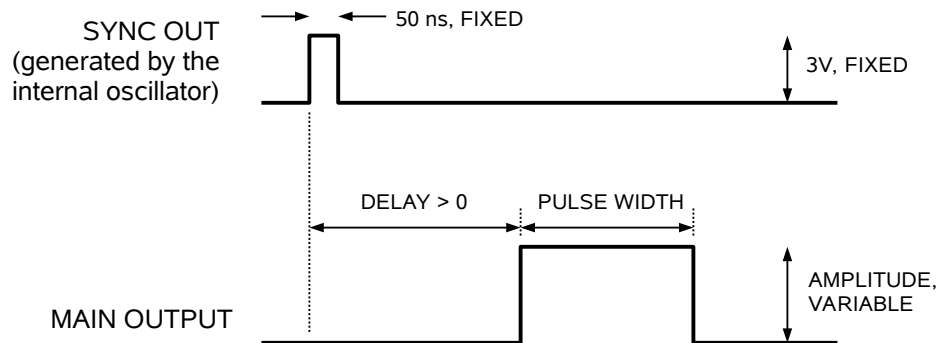 SYNC OUT
(generated by the
internal oscillator)
50 ns, FIXED
3V, FIXED
DELAY > 0
PULSE WIDTH
MAIN OUTPUT
AMPLITUDE,
VARIABLE